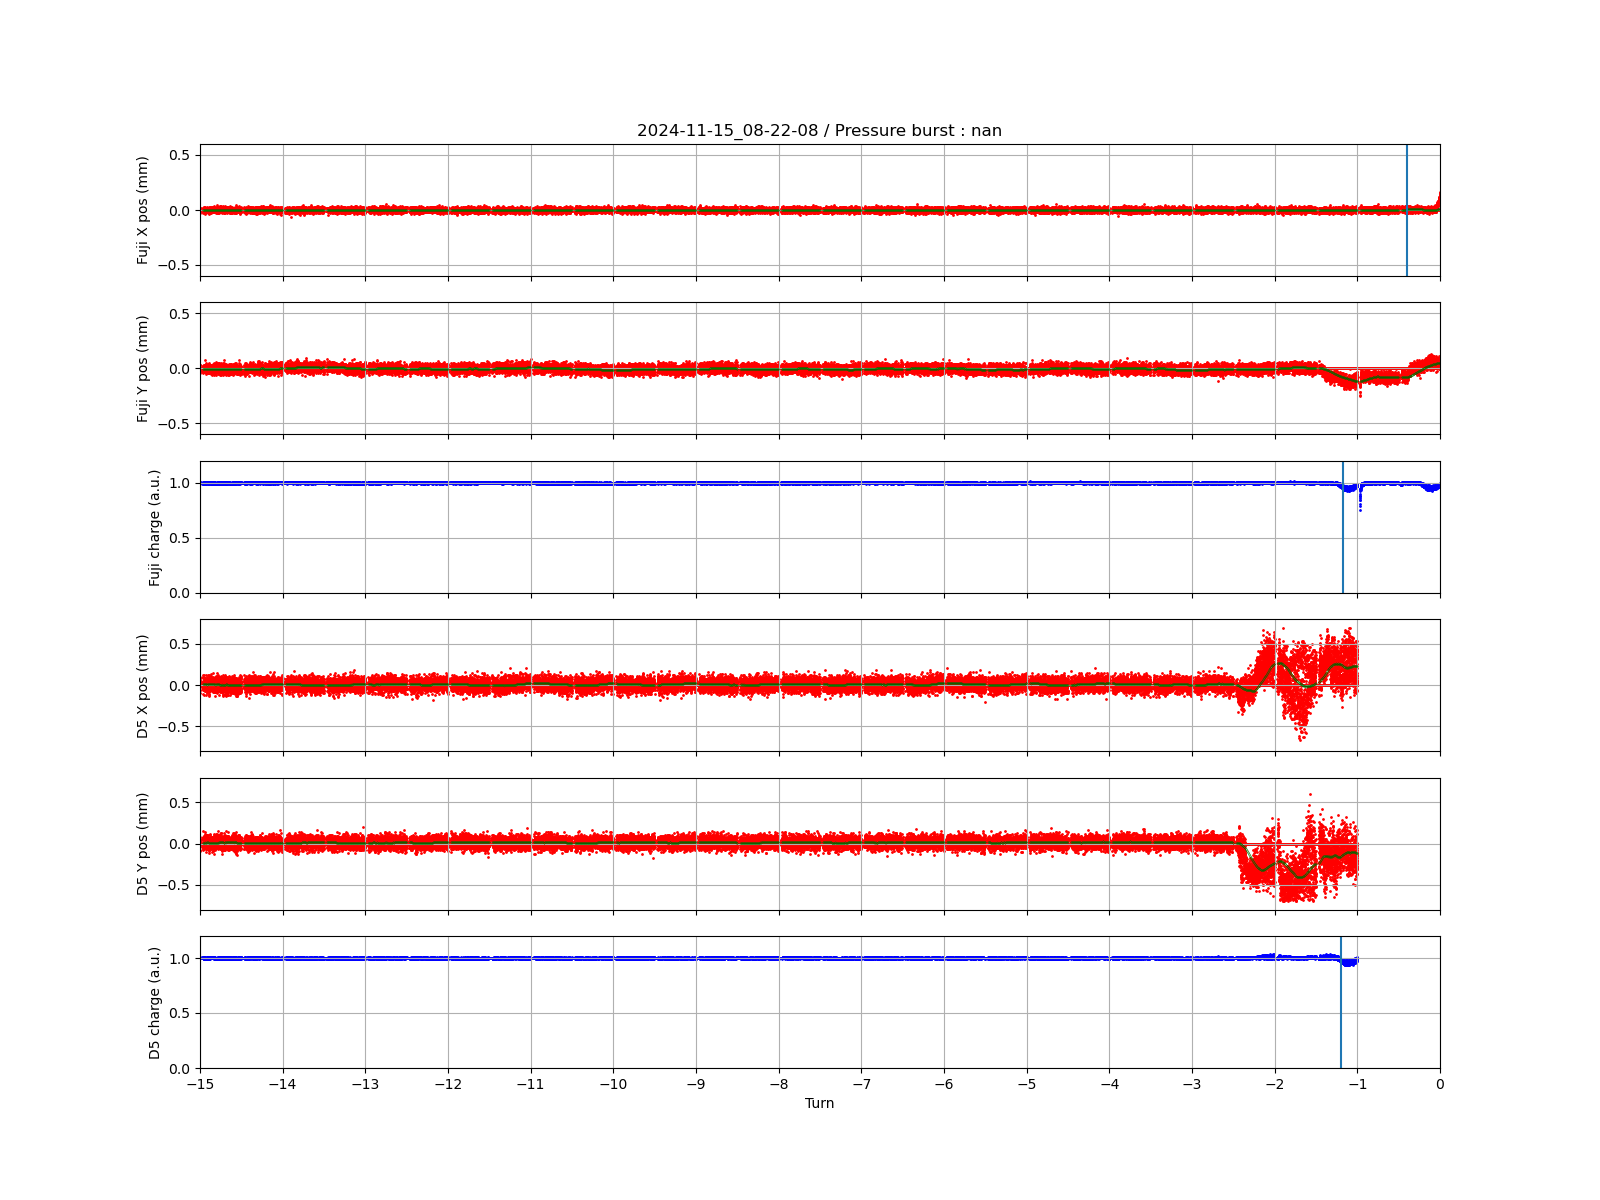 2024-11-15_08-22-08 / Pressure burst : nan
Fuji X pos (mm)
0.5
0.0
−0.5
Fuji Y pos (mm)
0.5
0.0
−0.5
Fuji charge (a.u.)
1.0
0.5
0.0
D5 X pos (mm)
0.5
0.0
−0.5
D5 Y pos (mm)
0.5
0.0
−0.5
D5 charge (a.u.)
1.0
0.5
0.0
−15 −14 −13 −12 −11 −10 −9 −8 −7 −6 −5 −4 −3 −2 −1 0
Turn